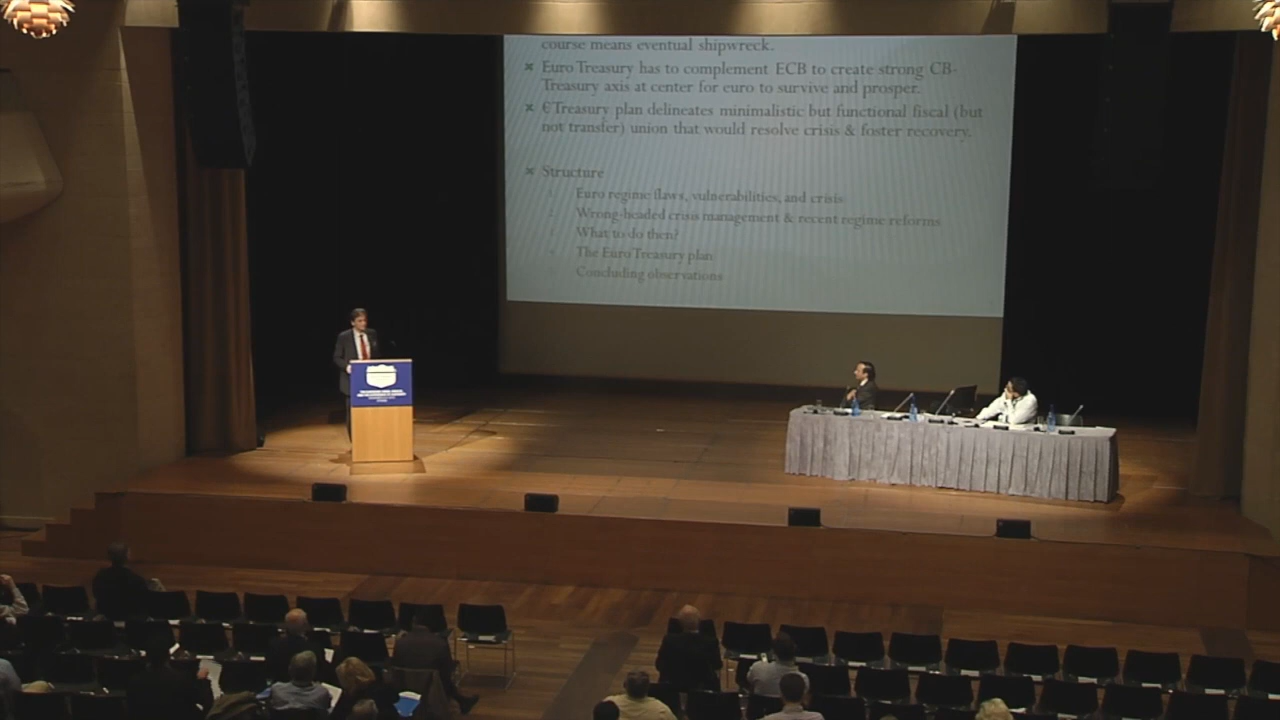 course means eventual shipwreck.
Euro Treasury has to complement ECB to create strong CB-
Treasury axis at center for euro to survive and prosper.
€Treasury plan delineates minimalistic but functional fiscal (but
not transfer) union that would resolve crisis & foster recovery.
Structure
Euro regime flaws, vulnerabilities, and crisis
Wrong-headed crisis management & recent regime reforms
What to do then?
The Euro Treasury plan
Concluding observations